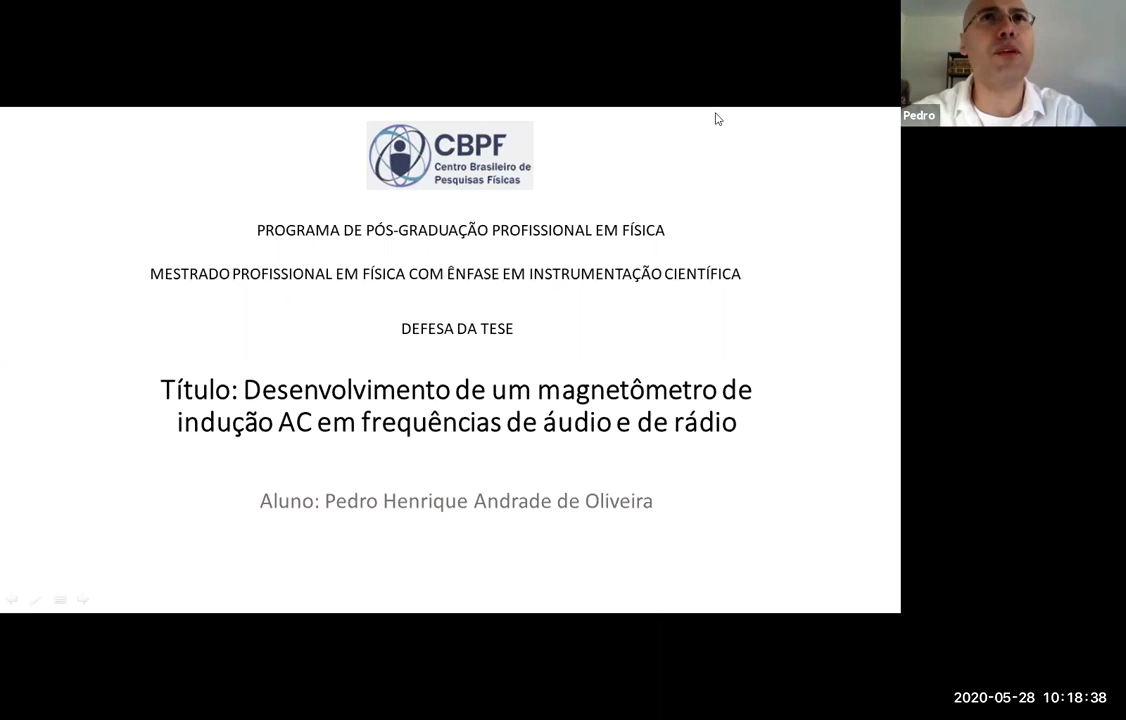 Pedro
CBPF
Centro Brasileiro de
Pesquisas Físicas
PROGRAMA DE PÓS-GRADUAÇÃO PROFISSIONAL EM FÍSICA
MESTRADO PROFISSIONAL EM FÍSICA COM ÊNFASE EM INSTRUMENTAÇÃO CIENTÍFICA
DEFESA DA TESE
Título: Desenvolvimento de um magnetômetro de
indução AC em frequências de áudio e de rádio
Aluno: Pedro Henrique Andrade de Oliveira
2020-05-28 10:18:38